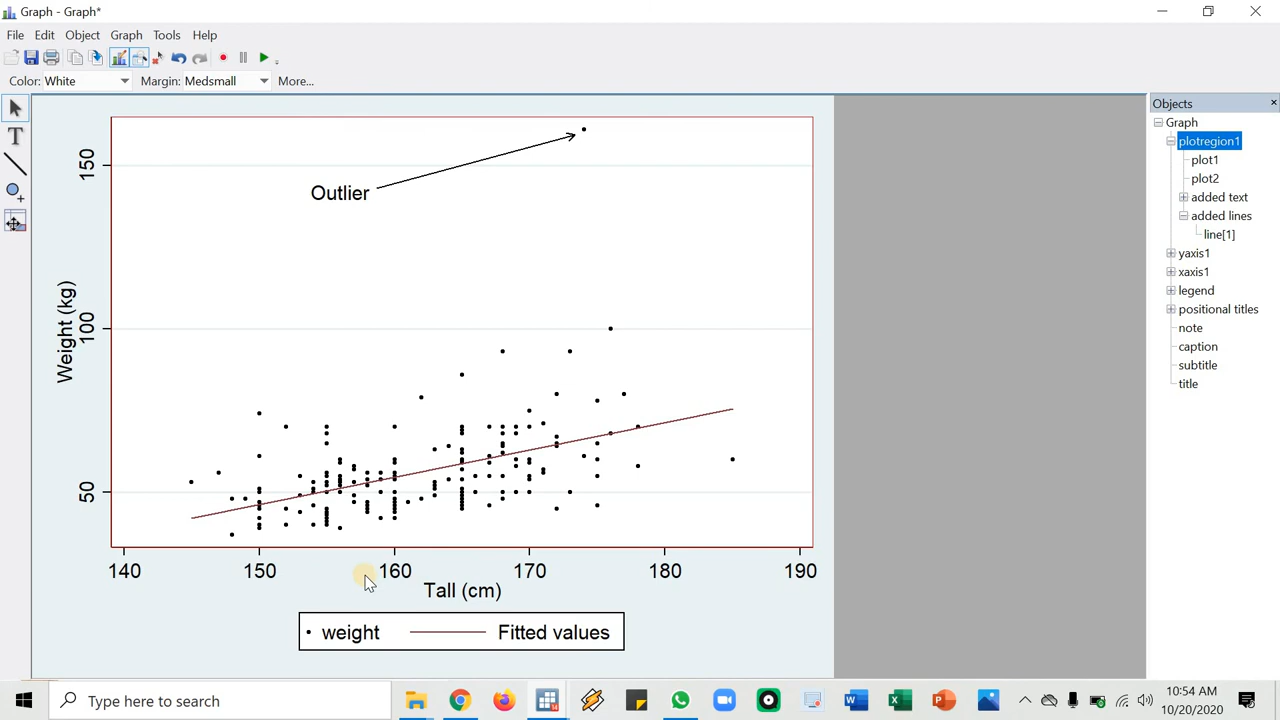 Graph - Graph*
File Edit Object Graph Tools Help
Color: White Margin: Medsmall More...
Objects
Graph
plotregion1
plot1
plot2
added text
added lines
line[1]
yaxis1
xaxis1
legend
positional titles
note
caption
subtitle
title
Outlier
Weight (kg)
150
100
50
140 150 160 170 180 190
Tall (cm)
weight Fitted values
Type here to search
10:54 AM
10/20/2020